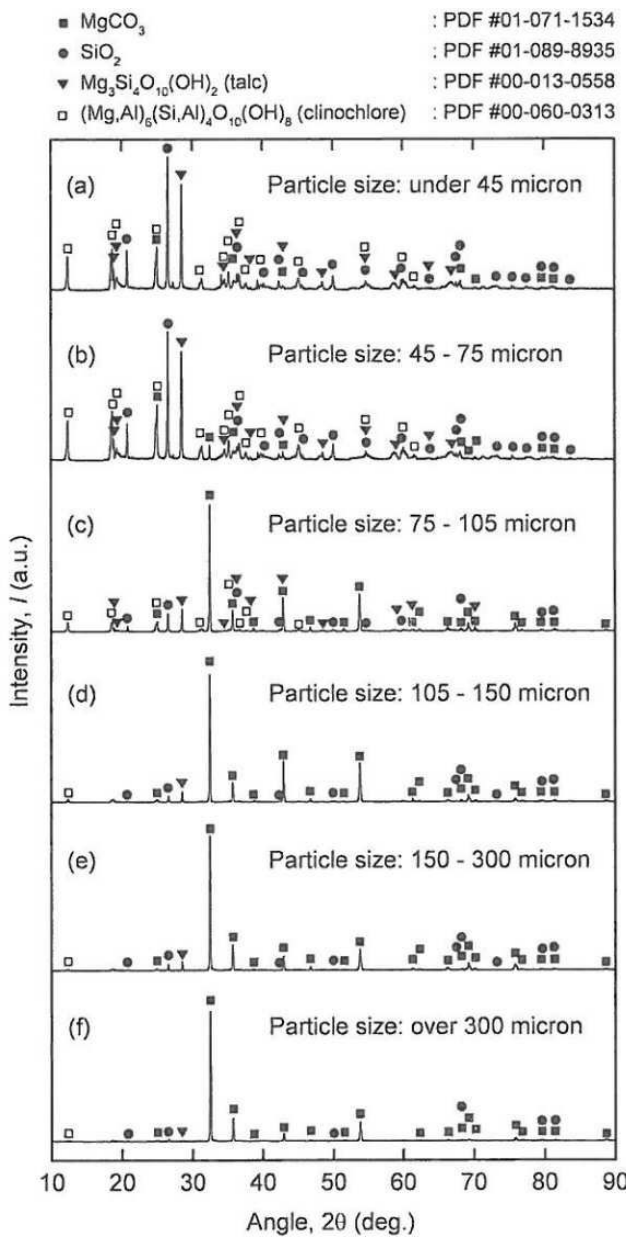 ■ MgCO₃ : PDF #01-071-1534
● SiO₂ : PDF #01-089-8935
▼ Mg₃Si₄O₁₀(OH)₂ (talc) : PDF #00-013-0558
□ (Mg,Al)₆(Si,Al)₄O₁₀(OH)₈ (clinochlore) : PDF #00-060-0313
(a) Particle size: under 45 micron
(b) Particle size: 45 - 75 micron
(c) Particle size: 75 - 105 micron
(d) Particle size: 105 - 150 micron
(e) Particle size: 150 - 300 micron
(f) Particle size: over 300 micron
Intensity, I (a.u.)
10 20 30 40 50 60 70 80 90
Angle, 2θ (deg.)